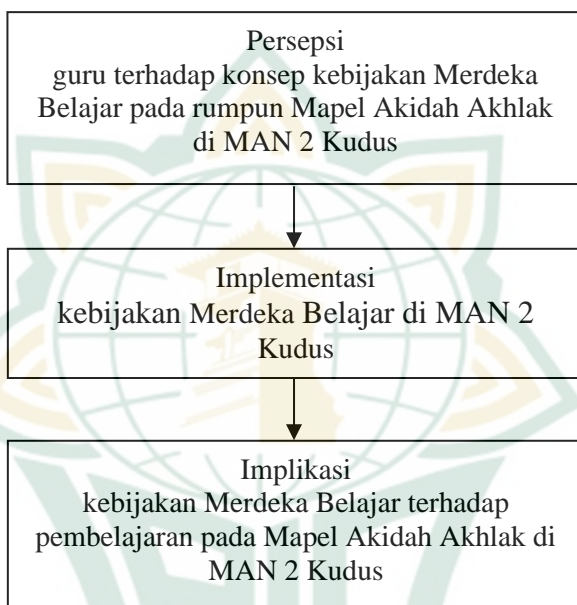 Persepsi
guru terhadap konsep kebijakan Merdeka
Belajar pada rumpun Mapel Akidah Akhlak
di MAN 2 Kudus
Implementasi
kebijakan Merdeka Belajar di MAN 2
Kudus
Implikasi
kebijakan Merdeka Belajar terhadap
pembelajaran pada Mapel Akidah Akhlak di
MAN 2 Kudus